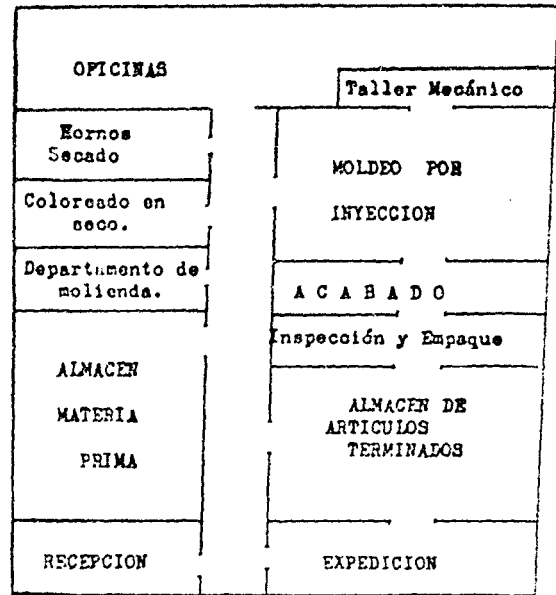 OFICINAS
Taller Mecánico
Hornos
Secado
MOLDEO POR
INYECCION
Coloreado en
seco.
Departamento de
molienda.
A C A B A D O
Inspección y Empaque
ALMACEN
MATERIA
PRIMA
ALMACEN DE
ARTICULOS
TERMINADOS
RECEPCION
EXPEDICION